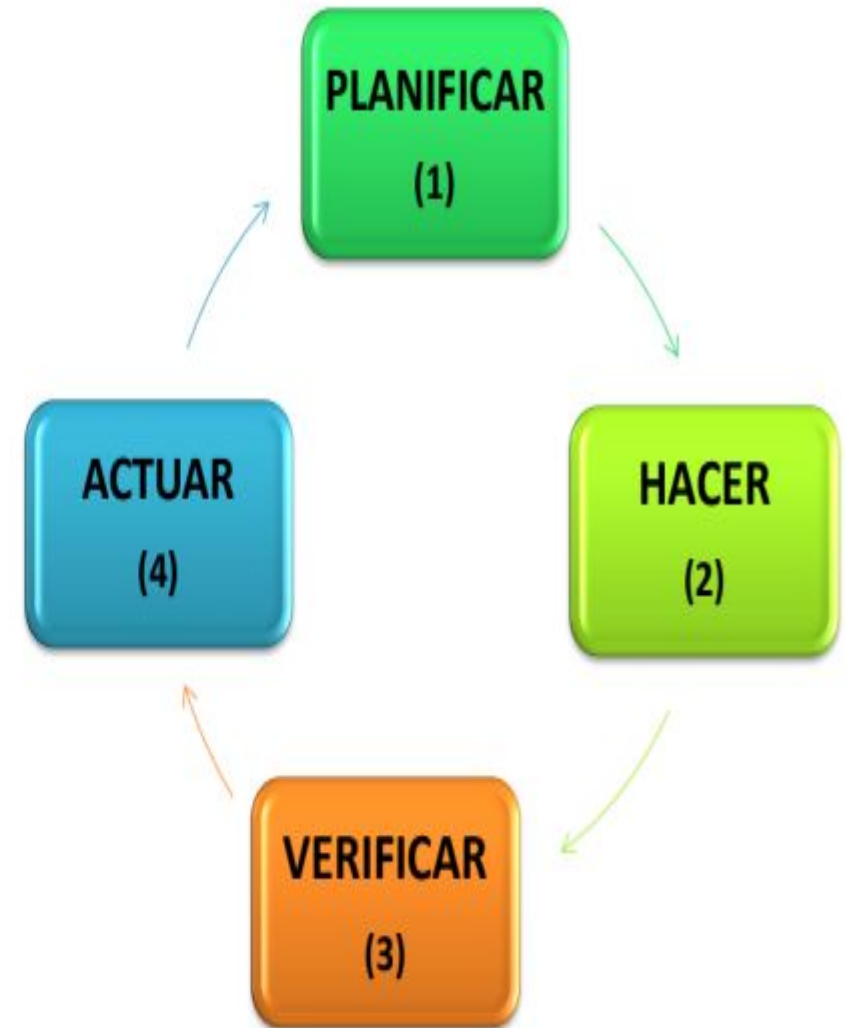 PLANIFICAR
(1)
HACER
(2)
VERIFICAR
(3)
ACTUAR
(4)